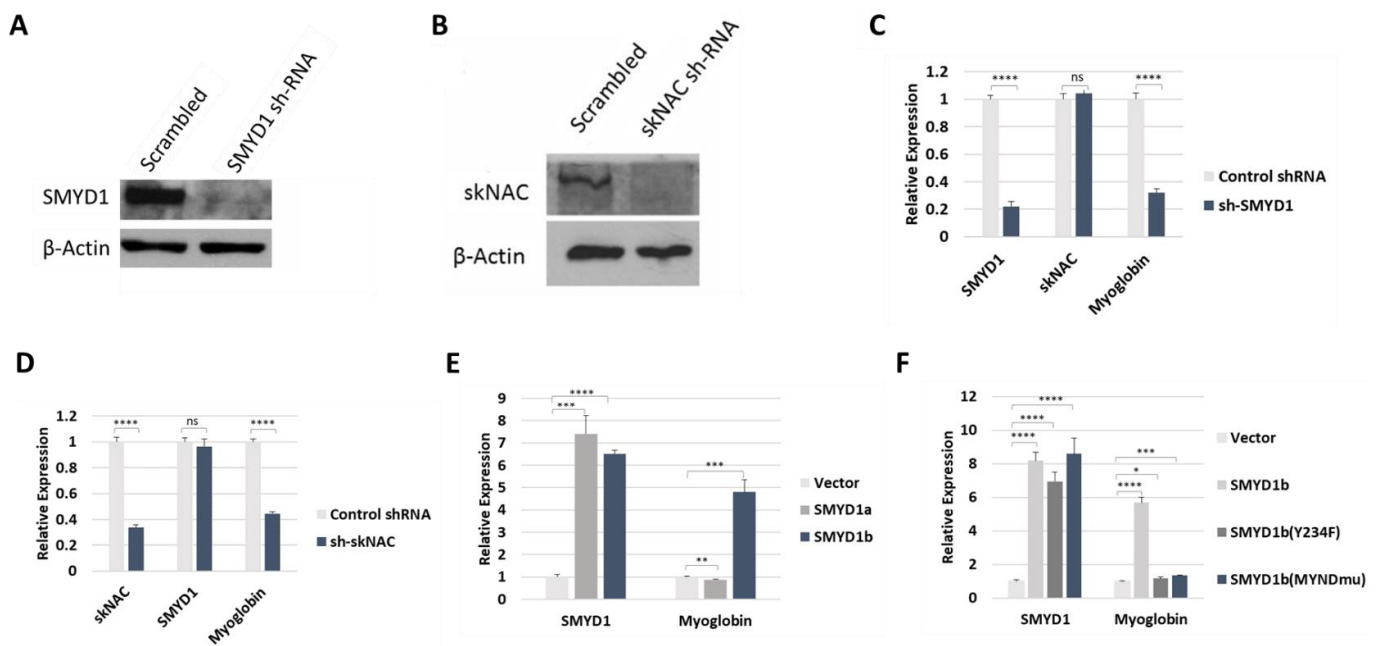 A
Scrambled
SMYD1 sh-RNA
SMYD1
β-Actin
B
Scrambled
skNAC sh-RNA
skNAC
β-Actin
C
Relative Expression
1.2
1
0.8
0.6
0.4
0.2
0
****
ns
****
SMYD1
skNAC
Myoglobin
Control shRNA
sh-SMYD1
D
Relative Expression
1.2
1
0.8
0.6
0.4
0.2
0
****
ns
****
skNAC
SMYD1
Myoglobin
Control shRNA
sh-skNAC
E
Relative Expression
9
8
7
6
5
4
3
2
1
0
****
***
***
**
SMYD1
Myoglobin
Vector
SMYD1a
SMYD1b
F
Relative Expression
12
10
8
6
4
2
0
****
****
****
***
*
****
SMYD1
Myoglobin
Vector
SMYD1b
SMYD1b(Y234F)
SMYD1b(MYNDmu)